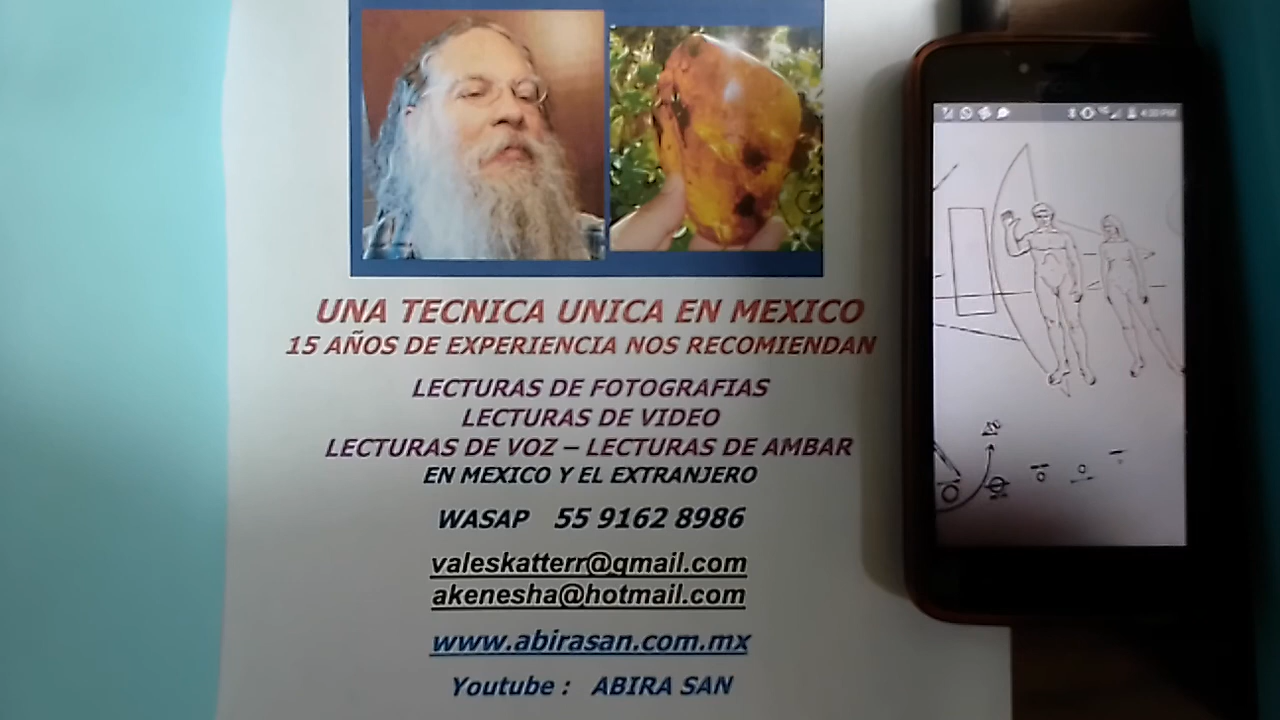 UNA TECNICA UNICA EN MEXICO
15 AÑOS DE EXPERIENCIA NOS RECOMIENDAN
LECTURAS DE FOTOGRAFIAS
LECTURAS DE VIDEO
LECTURAS DE VOZ – LECTURAS DE AMBAR
EN MEXICO Y EL EXTRANJERO
WASAP 55 9162 8986
valeskatterr@gmail.com
akenesha@hotmail.com
www.abirasan.com.mx
Youtube : ABIRA SAN